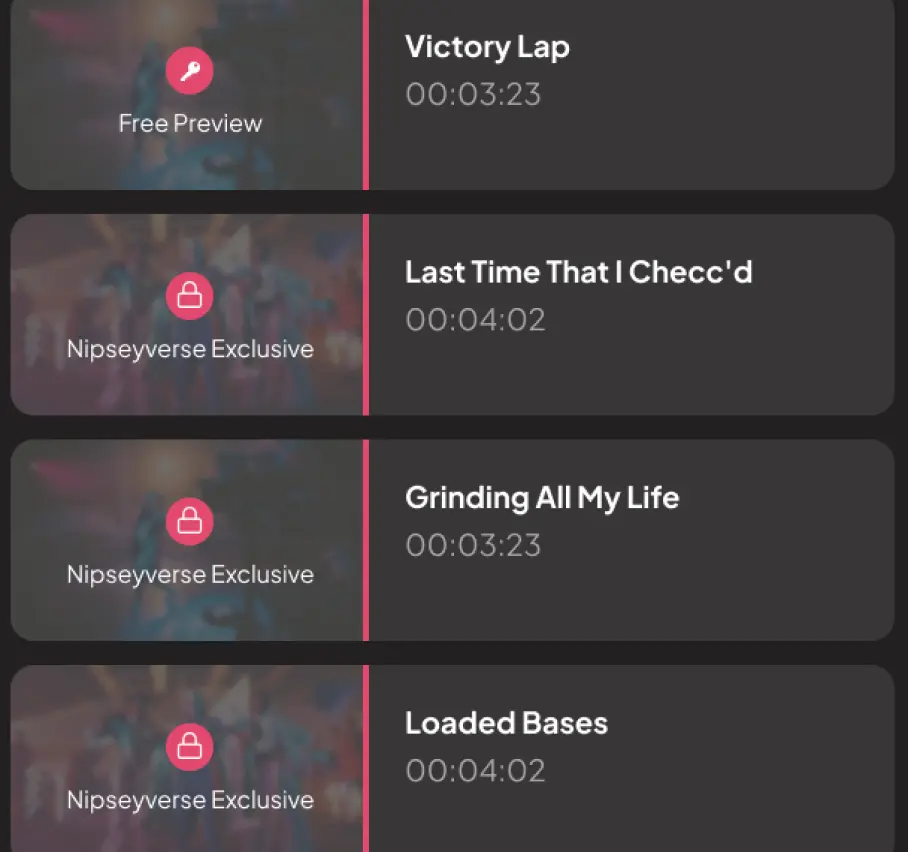 Free Preview
Victory Lap
00:03:23
Nipseyverse Exclusive
Last Time That I Checc'd
00:04:02
Nipseyverse Exclusive
Grinding All My Life
00:03:23
Nipseyverse Exclusive
Loaded Bases
00:04:02